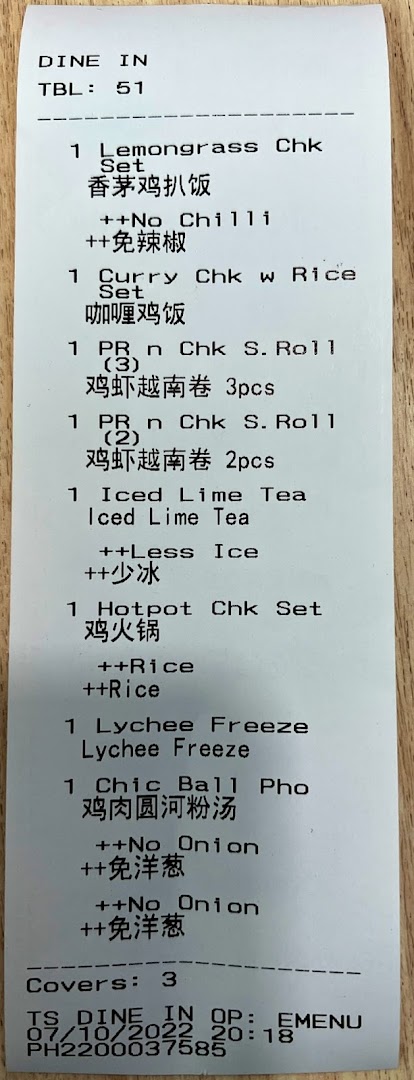 DINE IN
TBL: 51
1 Lemongrass Chk
Set
香茅鸡扒饭
++No Chilli
++免辣椒
1 Curry Chk w Rice
Set
咖喱鸡饭
1 PR n Chk S.Roll
(3)
鸡虾越南卷 3pcs
1 PR n Chk S.Roll
(2)
鸡虾越南卷 2pcs
1 Iced Lime Tea
Iced Lime Tea
++Less Ice
++少冰
1 Hotpot Chk Set
鸡火锅
++Rice
++Rice
1 Lychee Freeze
Lychee Freeze
1 Chic Ball Pho
鸡肉圆河粉汤
++No Onion
++免洋葱
++No Onion
++免洋葱
Covers: 3
TS DINE IN OP: EMENU
07/10/2022 20:18
PH2200037585